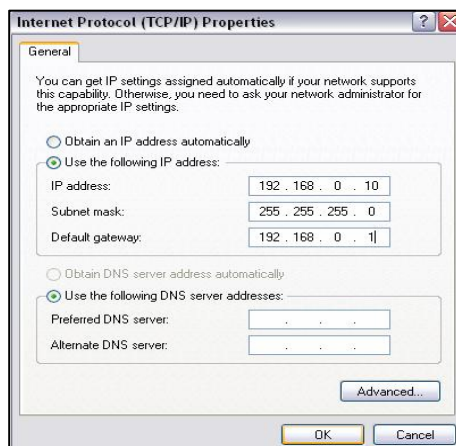 Internet Protocol (TCP/IP) Properties
General
You can get IP settings assigned automatically if your network supports
this capability. Otherwise, you need to ask your network administrator for
the appropriate IP settings.
Obtain an IP address automatically
Use the following IP address:
IP address: 192 . 168 . 0 . 10
Subnet mask: 255 . 255 . 255 . 0
Default gateway: 192 . 168 . 0 . 1
Obtain DNS server address automatically
Use the following DNS server addresses:
Preferred DNS server: . . .
Alternate DNS server: . . .
Advanced...
OK Cancel